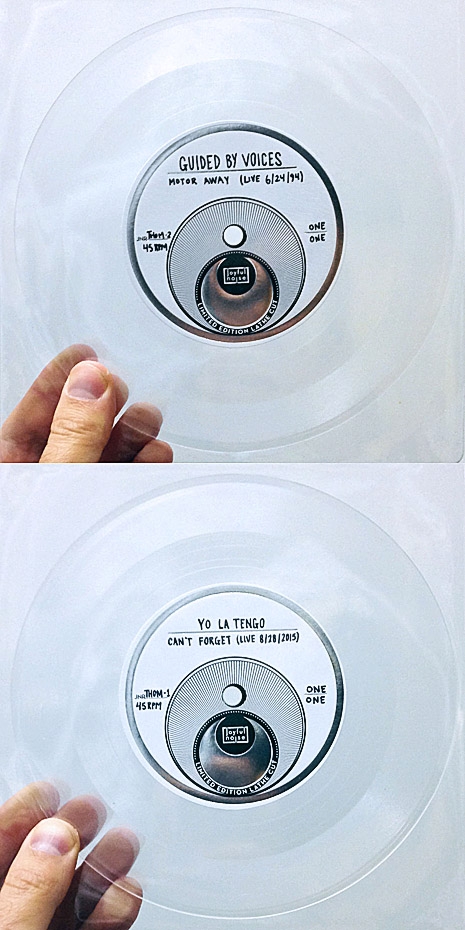 GUIDED BY VOICES
MOTOR AWAY (LIVE 6/24/94)
JNR THOM-2
45 RPM
ONE
ONE
joyful
noise
LIMITED EDITION LATHE CUT
YO LA TENGO
CAN'T FORGET (LIVE 8/28/2015)
JNR THOM-1
45 RPM
ONE
ONE
joyful
noise
LIMITED EDITION LATHE CUT